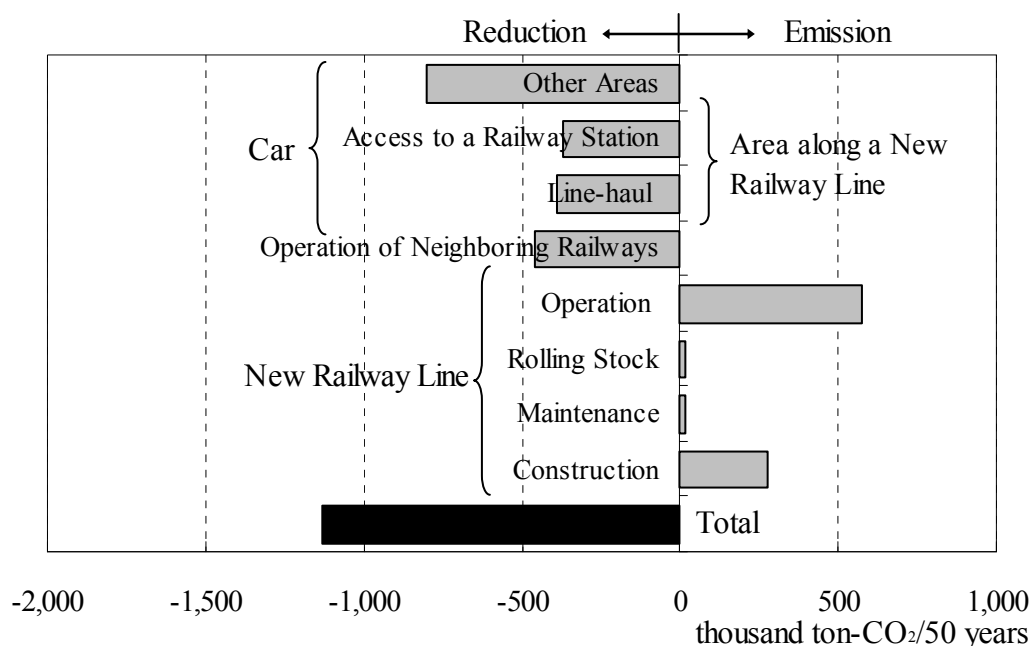 Reduction
Emission
Other Areas
Access to a Railway Station
Car
Area along a New
Railway Line
Line-haul
Operation of Neighboring Railways
Operation
Rolling Stock
New Railway Line
Maintenance
Construction
Total
-2,000 -1,500 -1,000 -500 0 500 1,000
thousand ton-CO₂/50 years